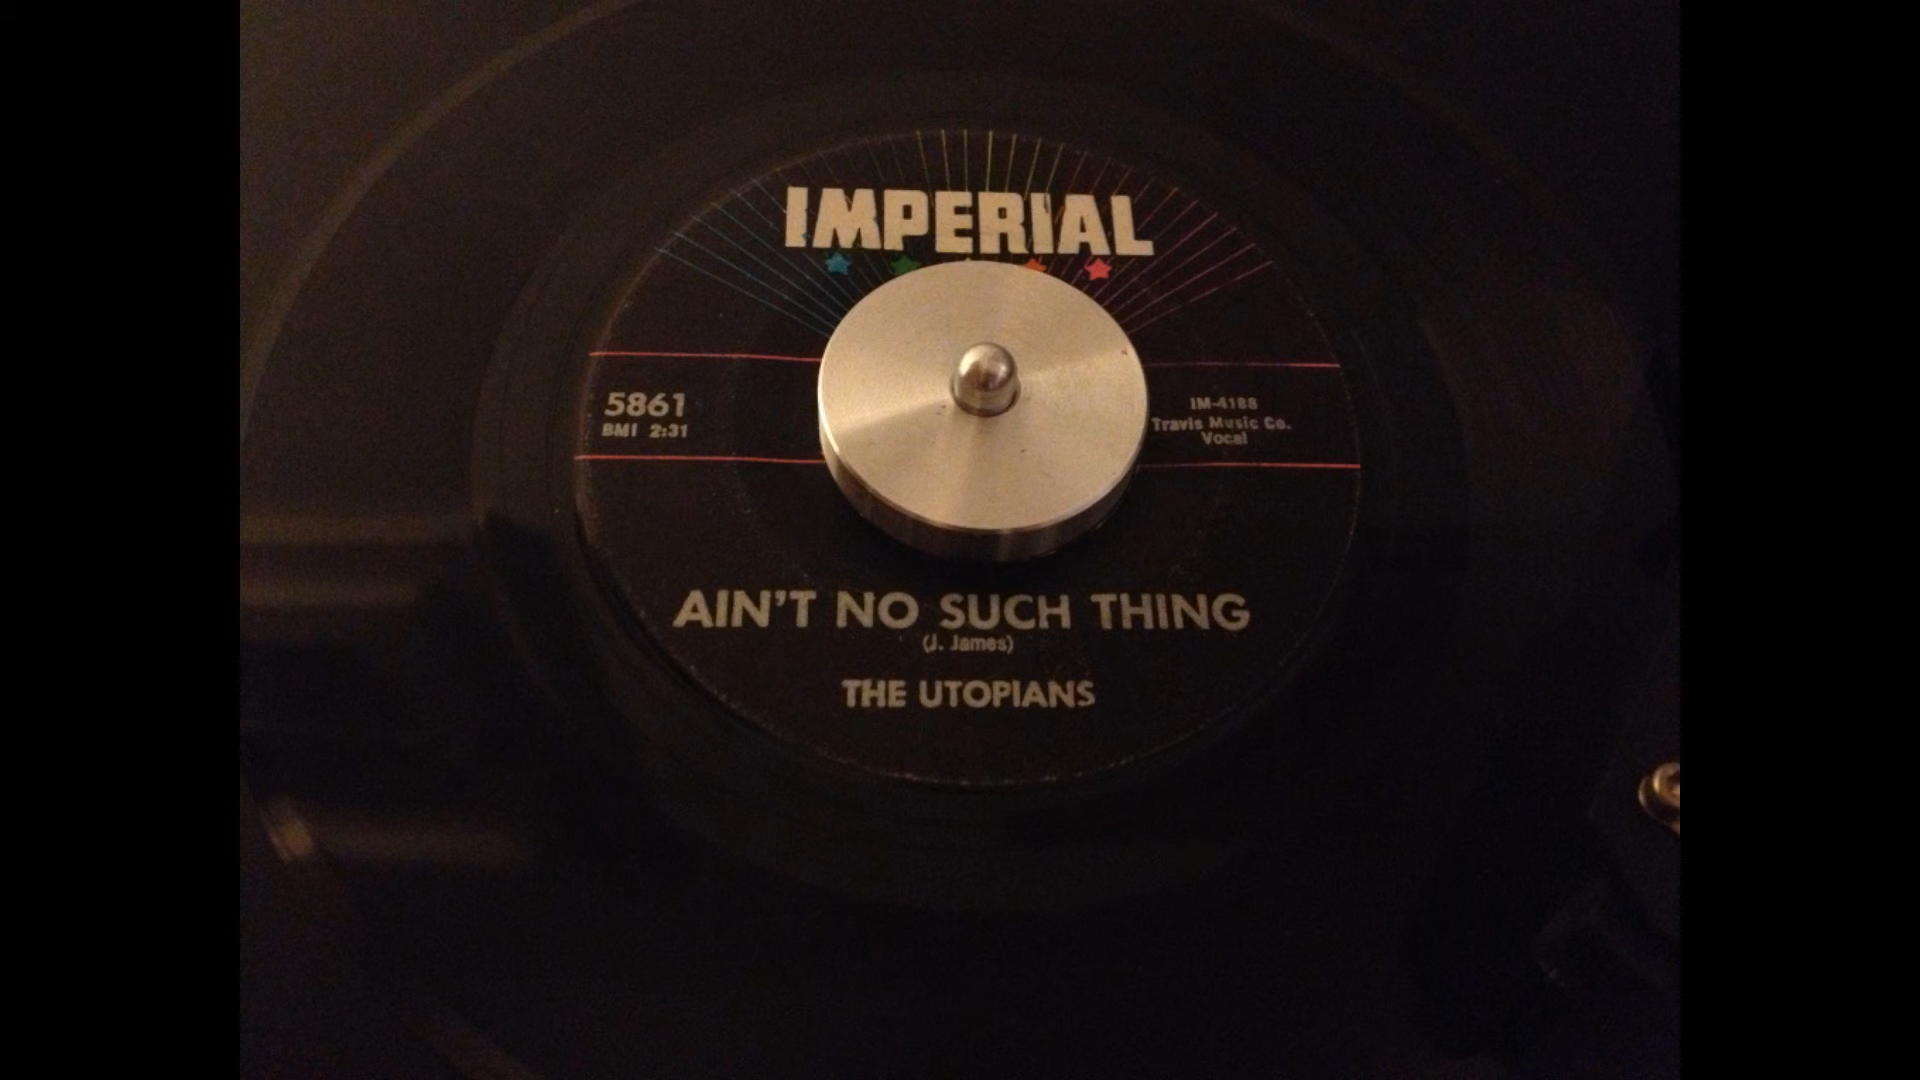 IMPERIAL
5861
BMI 2:31
IM-4188
Travis Music Co.
Vocal
AIN'T NO SUCH THING
(J. James)
THE UTOPIANS